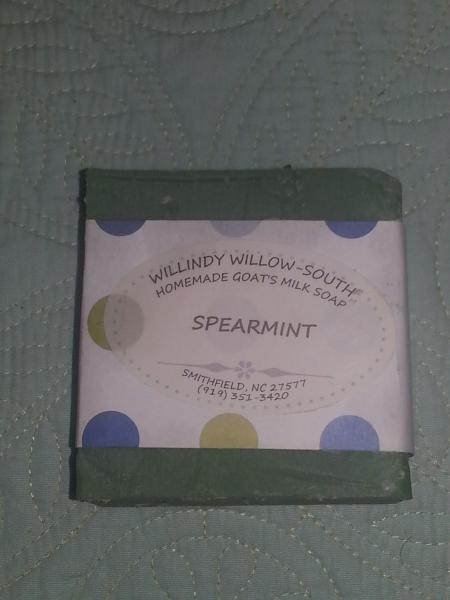 WILLINDY WILLOW-SOUTH
HOMEMADE GOAT'S MILK SOAP
SPEARMINT
SMITHFIELD, NC 27577
(919) 351-3420